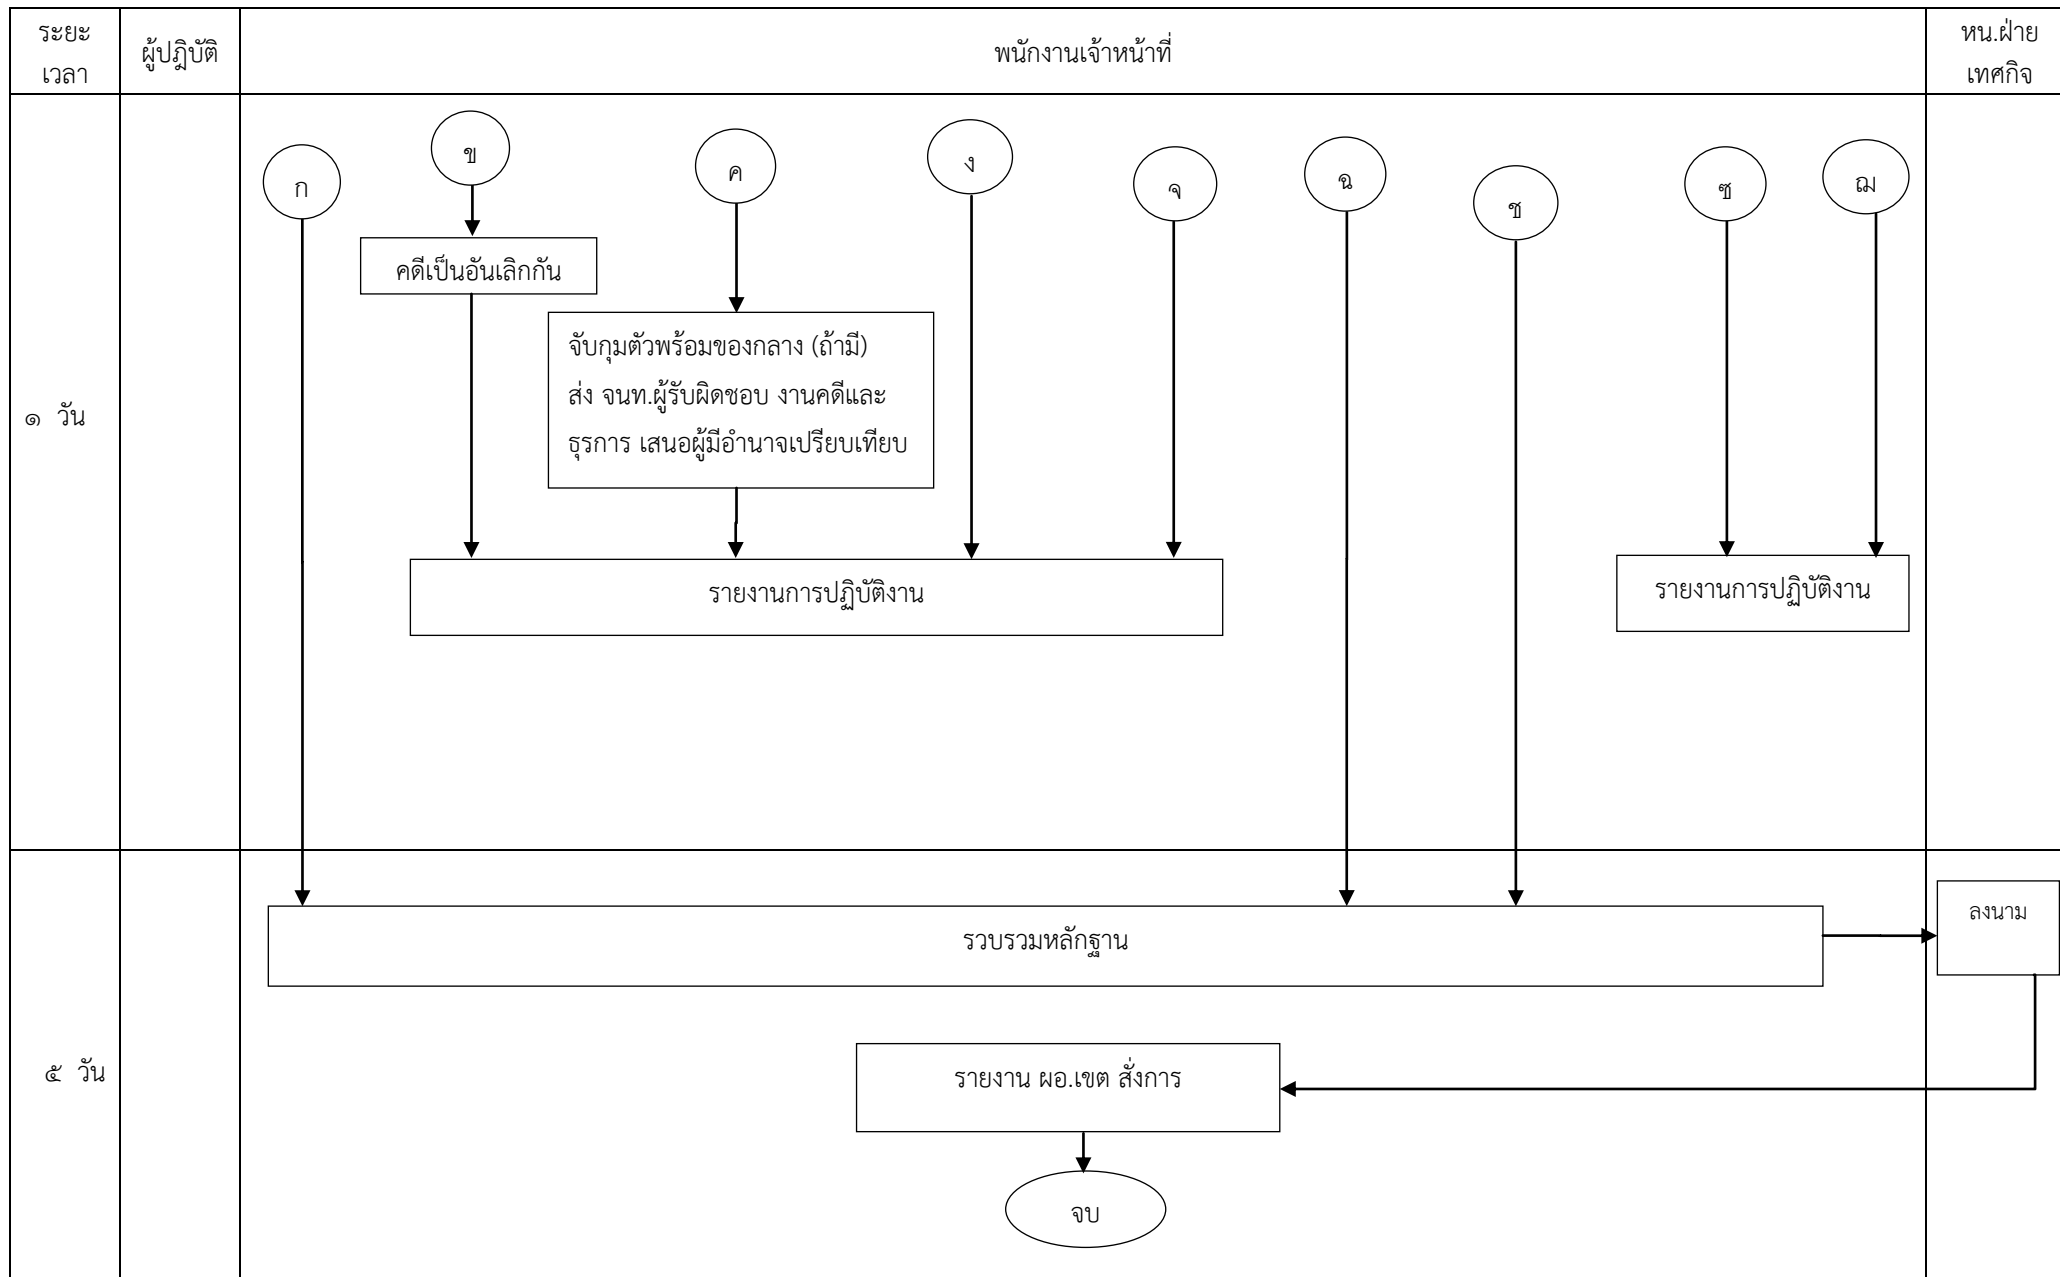 ระยะ
เวลา
ผู้ปฏิบัติ
พนักงานเจ้าหน้าที่
หน.ฝ่าย
เทศกิจ
ก
ข
ค
ง
จ
ฉ
ช
ซ
ฌ
คดีเป็นอันเลิกกัน
๑ วัน
จับกุมตัวพร้อมของกลาง (ถ้ามี)
ส่ง จนท.ผู้รับผิดชอบ งานคดีและ
ธุรการ เสนอผู้มีอำนาจเปรียบเทียบ
รายงานการปฏิบัติงาน
รายงานการปฏิบัติงาน
รวบรวมหลักฐาน
ลงนาม
๕ วัน
รายงาน ผอ.เขต สั่งการ
จบ